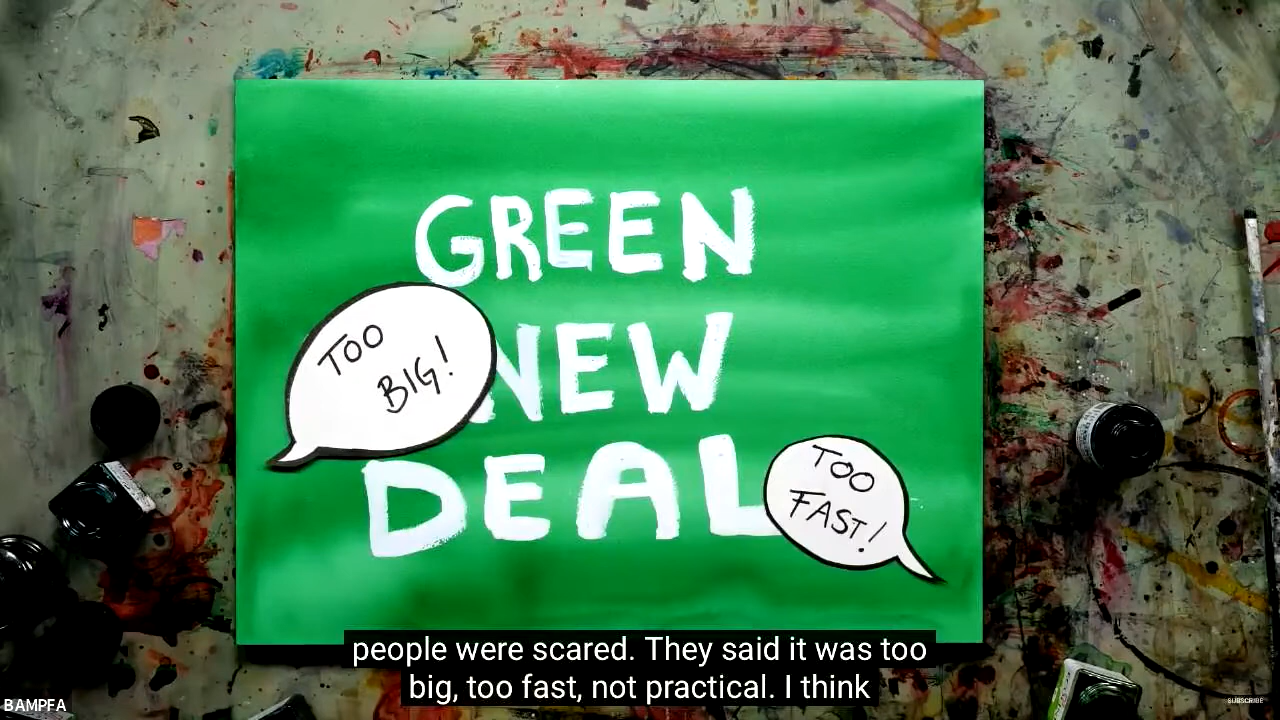 GREEN
NEW
DEAL
TOO
BIG!
TOO
FAST!
people were scared. They said it was too
big, too fast, not practical. I think
BAMPFA
SUBSCRIBE